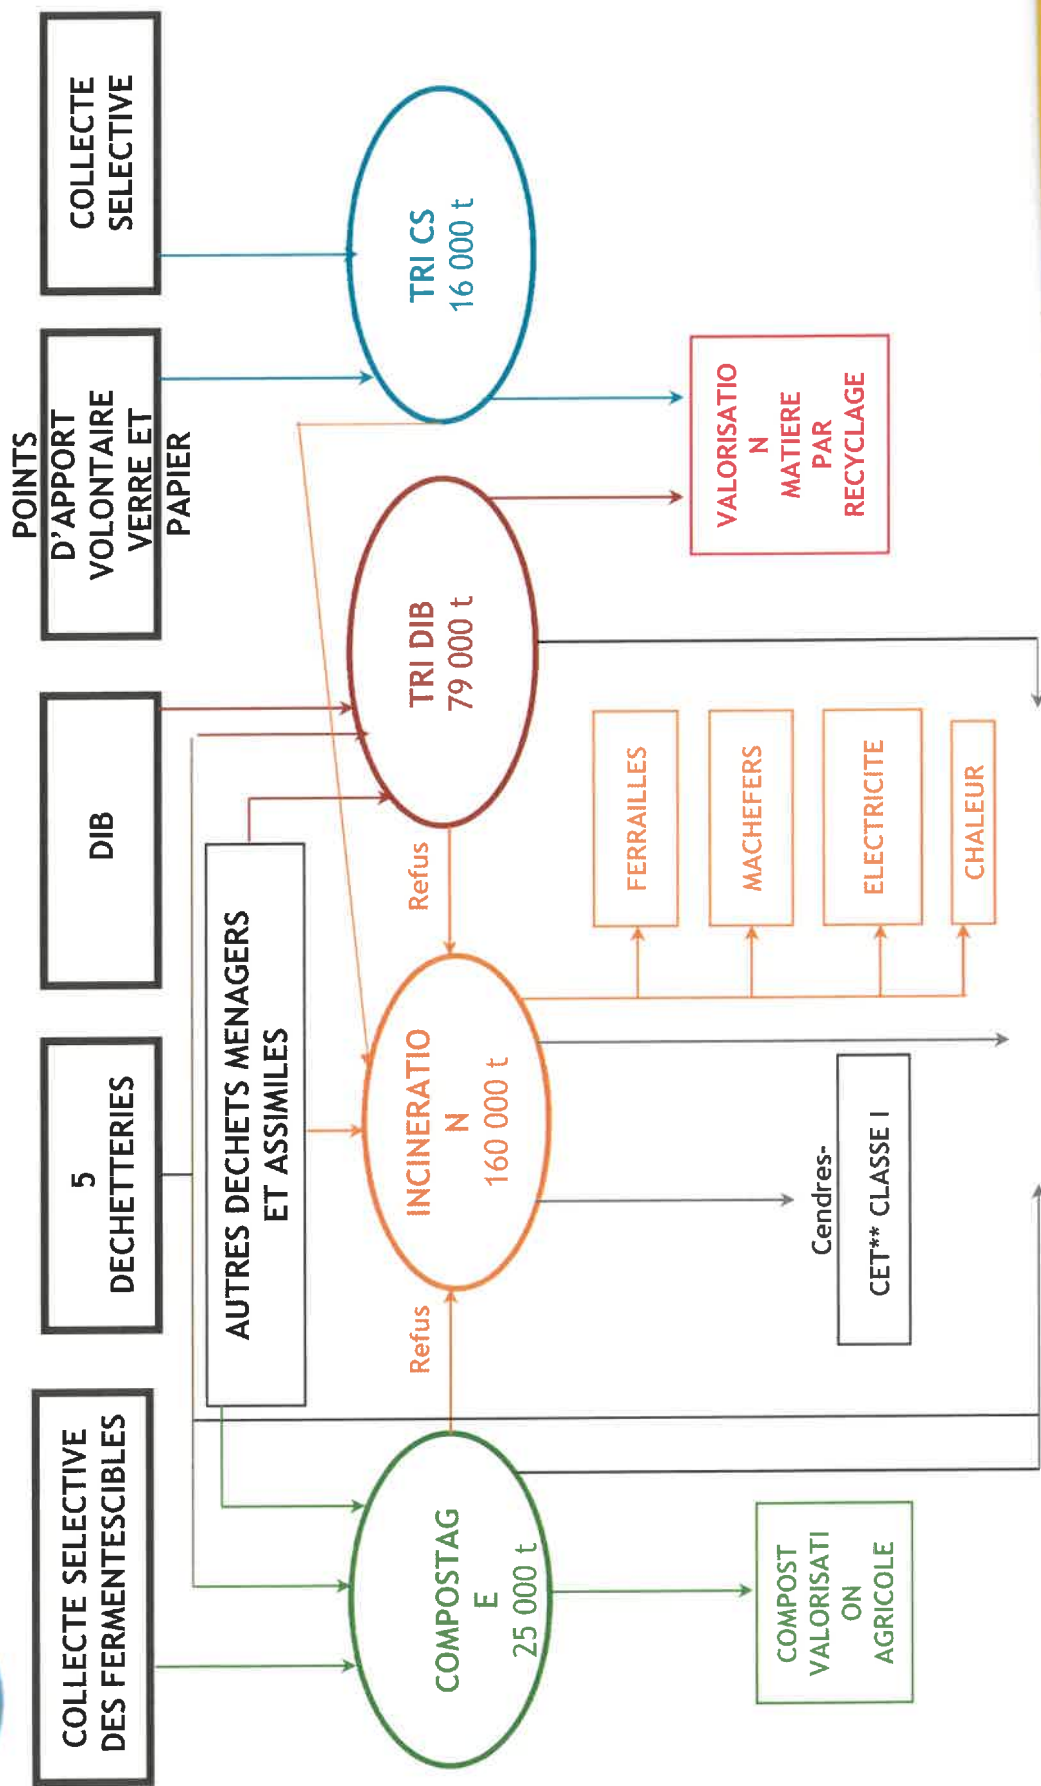 COLLECTE SELECTIVE
DES FERMENTESCIBLES
5
DECHETTERIES
DIB
POINTS
D'APPORT
VOLONTAIRE
VERRE ET
PAPIER
COLLECTE
SELECTIVE
AUTRES DECHETS MENAGERS
ET ASSIMILES
COMPOSTAG
E
25 000 t
Refus
INCINERATIO
N
160 000 t
Refus
TRI DIB
79 000 t
TRI CS
16 000 t
COMPOST
VALORISATI
ON
AGRICOLE
Cendres-
CET** CLASSE I
FERRAILLES
MACHEFERS
ELECTRICITE
CHALEUR
VALORISATIO
N
MATIERE
PAR
RECYCLAGE